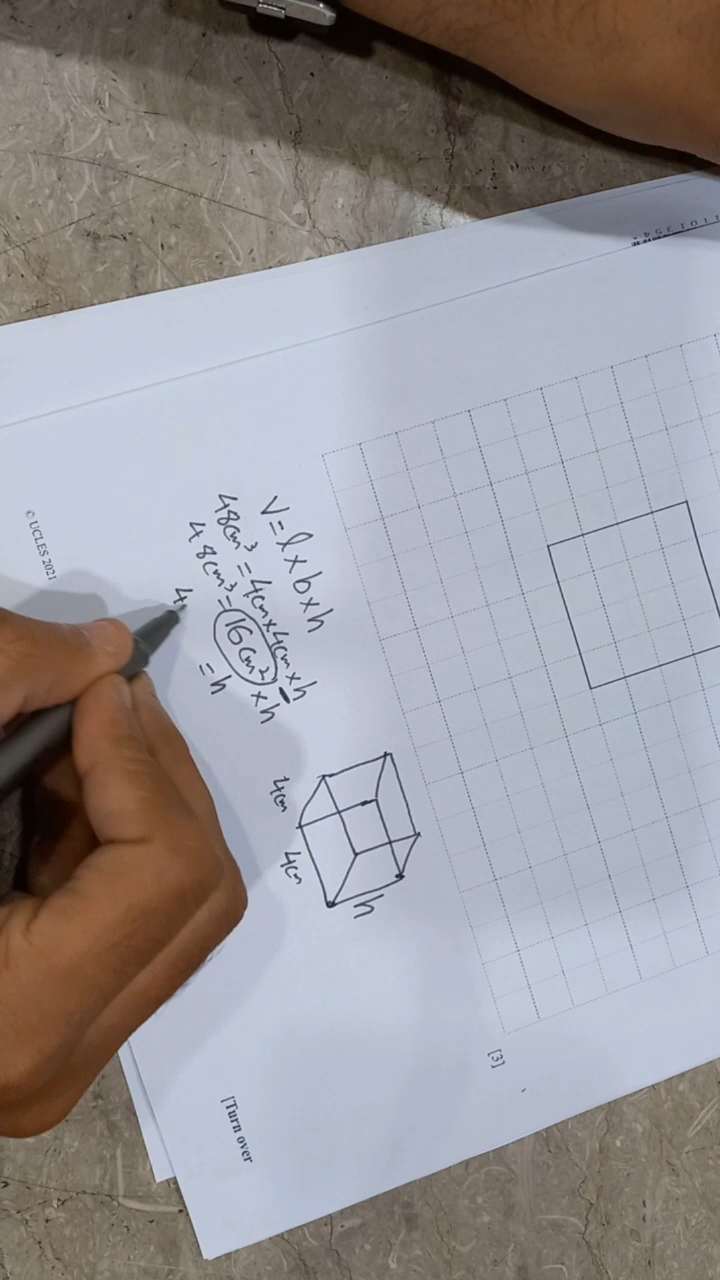 V = l x b x h
48cm³ = 4cm x 4cm x h
48cm³ = 16cm² x h
4
= h
4cm
4cm
h
[3]
© UCLES 2021
[Turn over